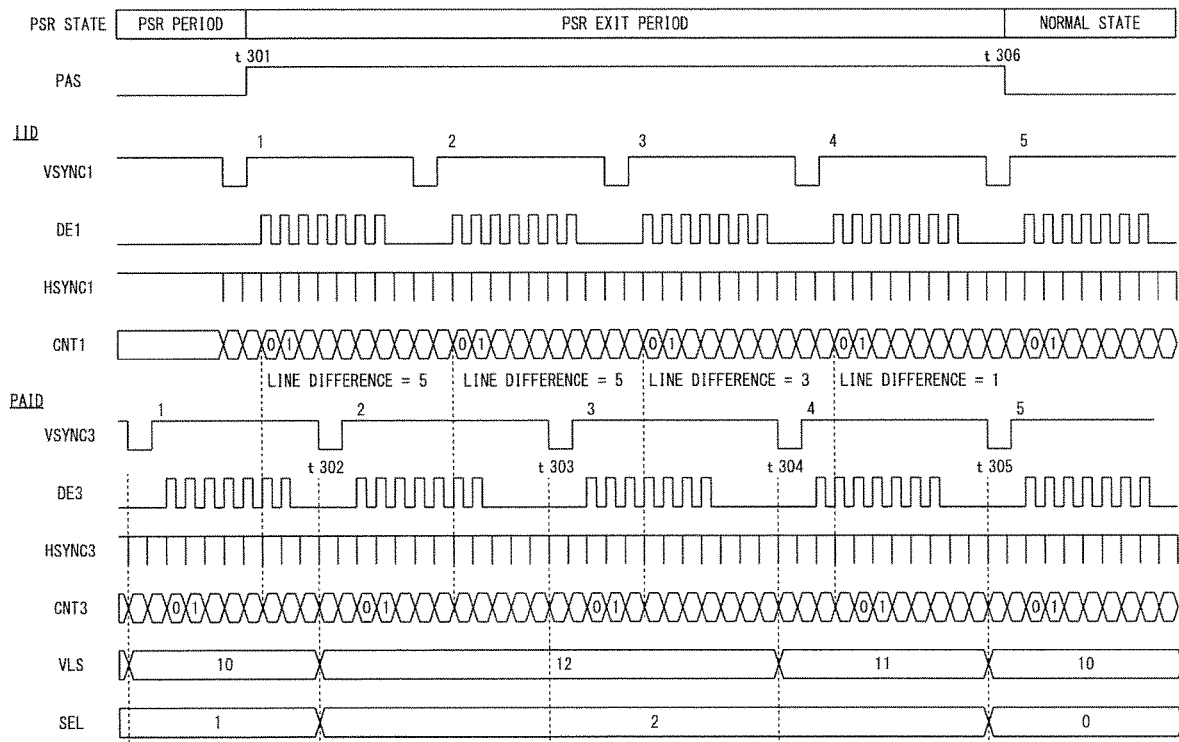 PSR STATE PSR PERIOD PSR EXIT PERIOD NORMAL STATE
t 301 t 306
PAS
IID
1 2 3 4 5
VSYNC1
DE1
HSYNC1
CNT1 0 1 0 1 0 1 0 1 0 1
LINE DIFFERENCE = 5 LINE DIFFERENCE = 5 LINE DIFFERENCE = 3 LINE DIFFERENCE = 1
PAID
1 2 3 4 5
VSYNC3
t 302 t 303 t 304 t 305
DE3
HSYNC3
CNT3 0 1 0 1 0 1 0 1 0 1
VLS 10 12 11 10
SEL 1 2 0